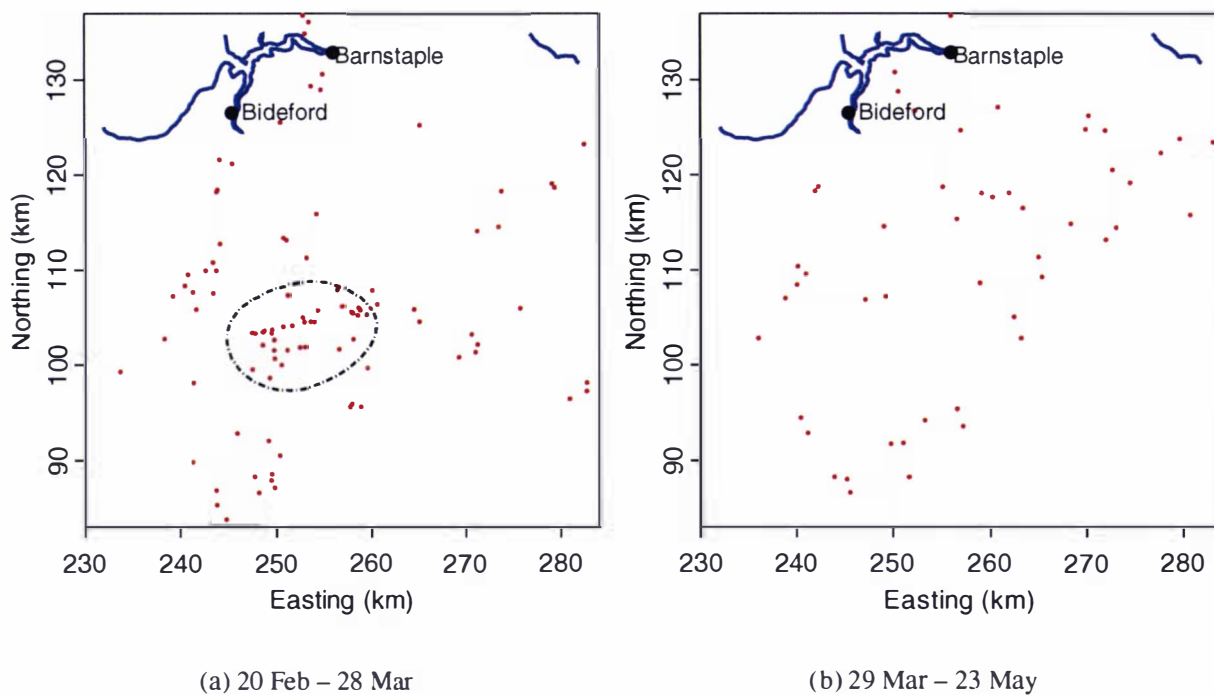 130
120
110
100
90
Northing (km)
Barnstaple
Bideford
230 240 250 260 270 280
Easting (km)
(a) 20 Feb – 28 Mar
130
120
110
100
90
Northing (km)
Barnstaple
Bideford
230 240 250 260 270 280
Easting (km)
(b) 29 Mar – 23 May